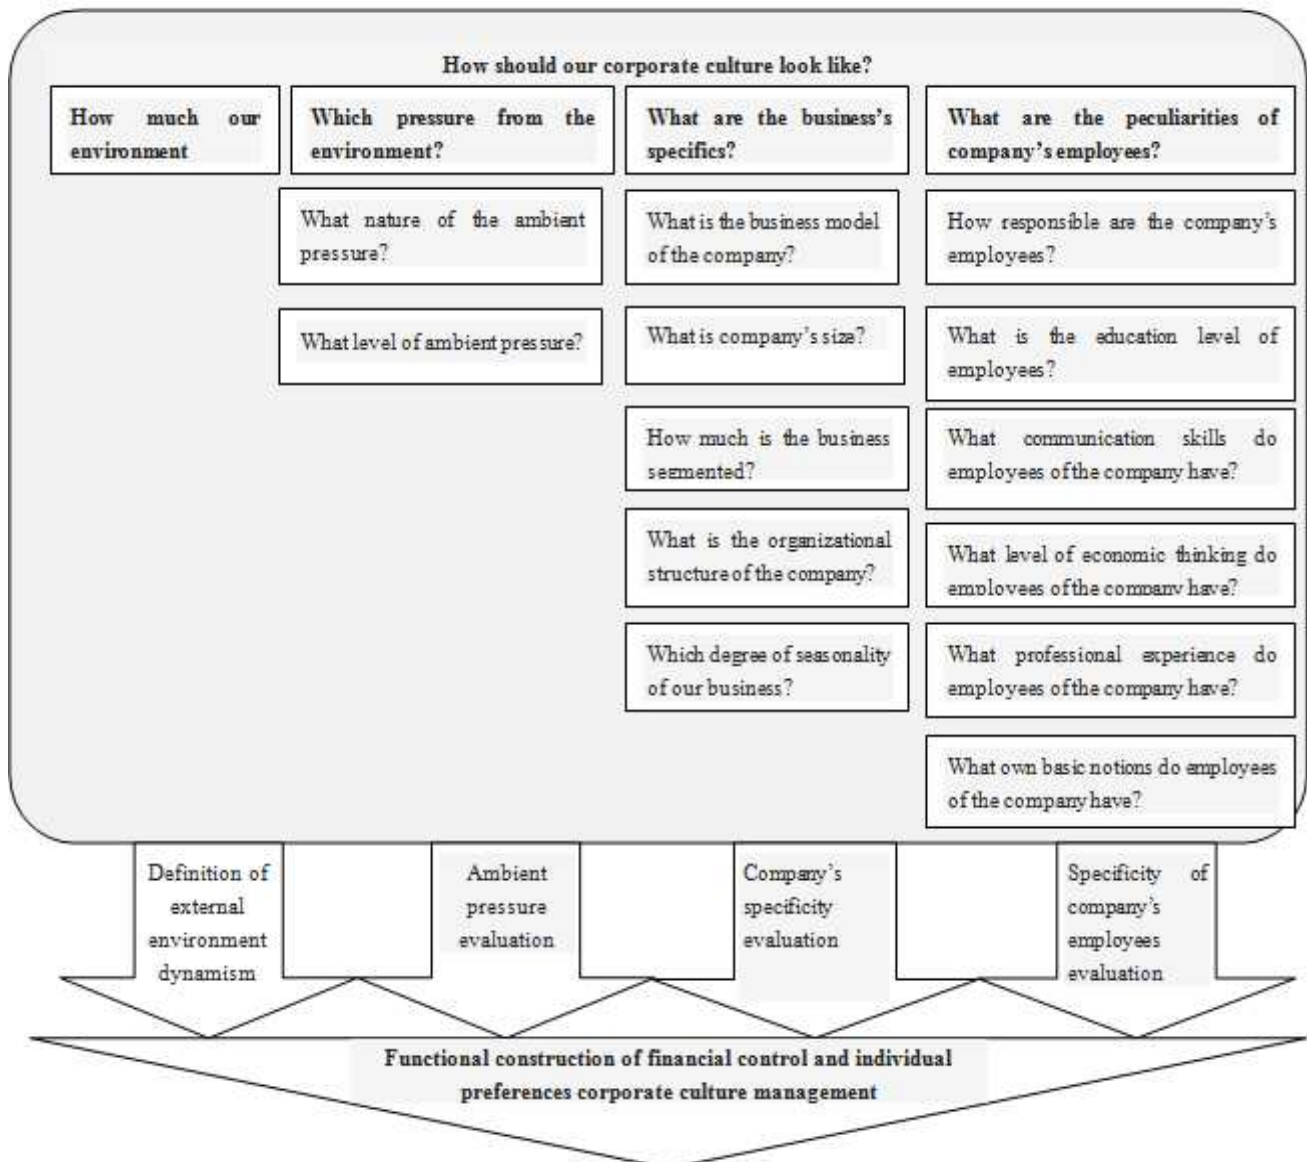 How should our corporate culture look like?
How much our
environment
Which pressure from the
environment?
What are the business's
specifics?
What are the peculiarities of
company's employees?
What nature of the ambient
pressure?
What is the business model
of the company?
How responsible are the company's
employees?
What level of ambient pressure?
What is company's size?
What is the education level of
employees?
How much is the business
segmented?
What communication skills do
employees of the company have?
What is the organizational
structure of the company?
What level of economic thinking do
employees of the company have?
Which degree of seasonality
of our business?
What professional experience do
employees of the company have?
What own basic notions do employees
of the company have?
Definition of
external
environment
dynamism
Ambient
pressure
evaluation
Company's
specificity
evaluation
Specificity of
company's
employees
evaluation
Functional construction of financial control and individual
preferences corporate culture management